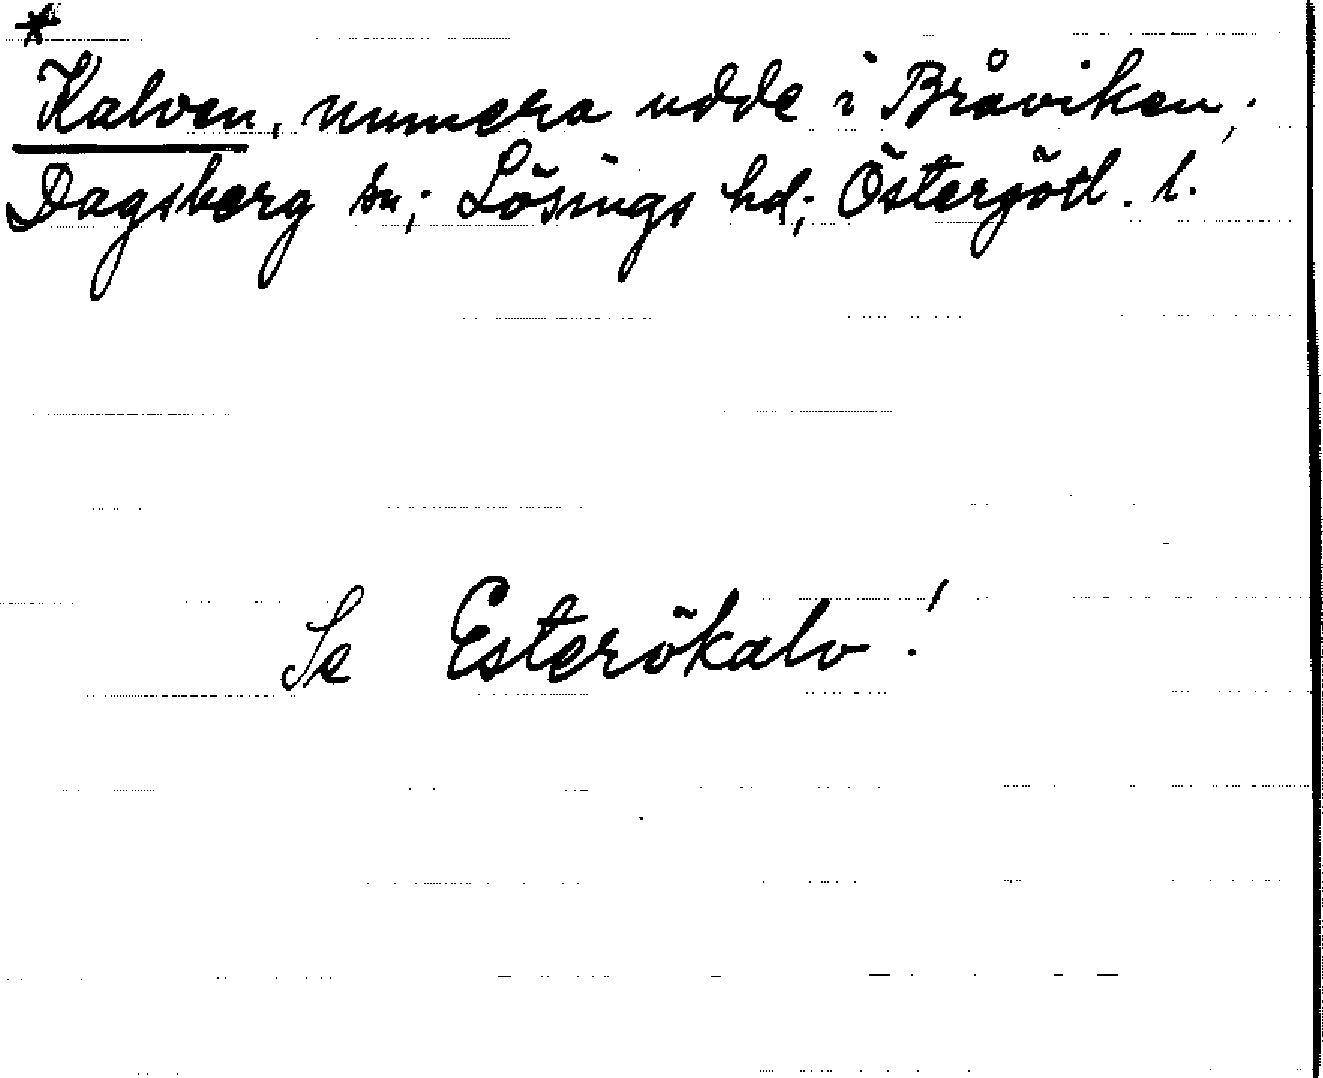 *
Kalven, numera udde i Bråviken;
Dagsberg sn; Lösings hd; Östergötl. l.
Se Esterökalv!